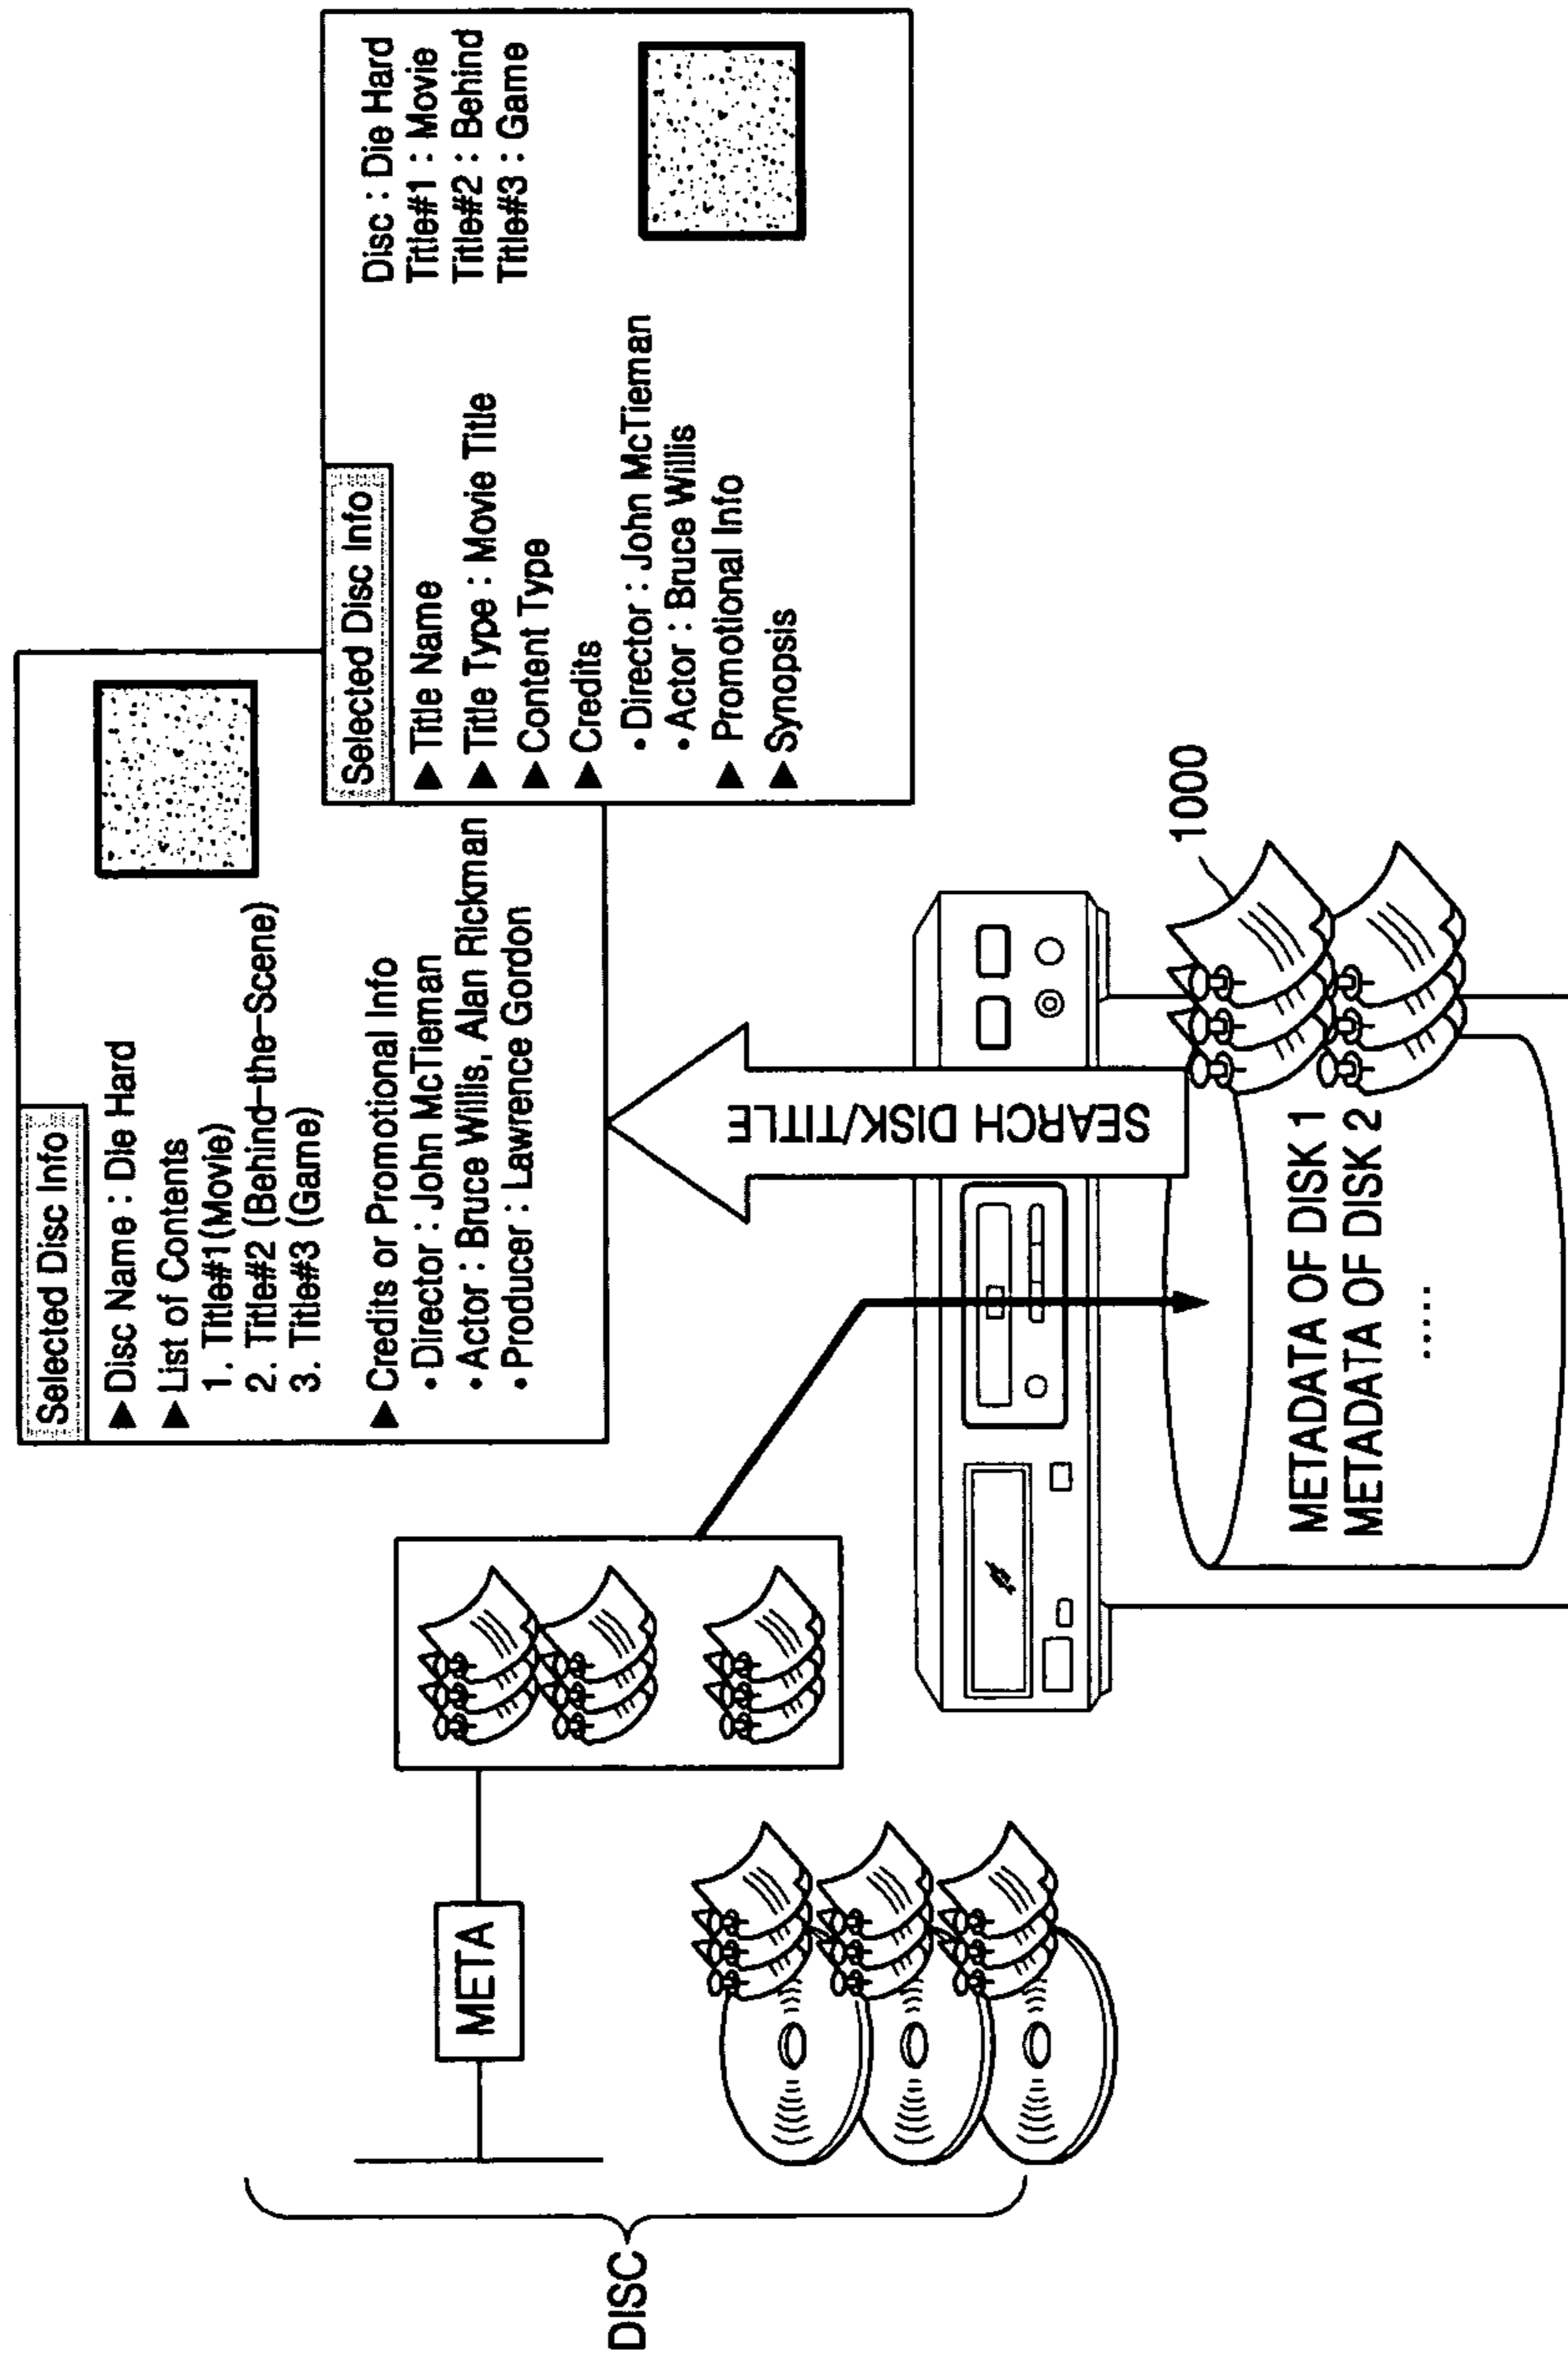 Selected Disc Info
▶ Disc Name : Die Hard
▶ List of Contents
1. Title#1(Movie)
2. Title#2 (Behind-the-Scene)
3. Title#3 (Game)
▶ Credits or Promotional Info
• Director : John McTieman
• Actor : Bruce Willis, Alan Rickman
• Producer : Lawrence Gordon
Selected Disc Info
▶ Title Name
▶ Title Type : Movie Title
▶ Content Type
▶ Credits
• Director : John McTieman
• Actor : Bruce Willis
▶ Promotional Info
▶ Synopsis
Disc : Die Hard
Title#1 : Movie
Title#2 : Behind
Title#3 : Game
DISC
META
SEARCH DISK/TITLE
1000
METADATA OF DISK 1
METADATA OF DISK 2
.....